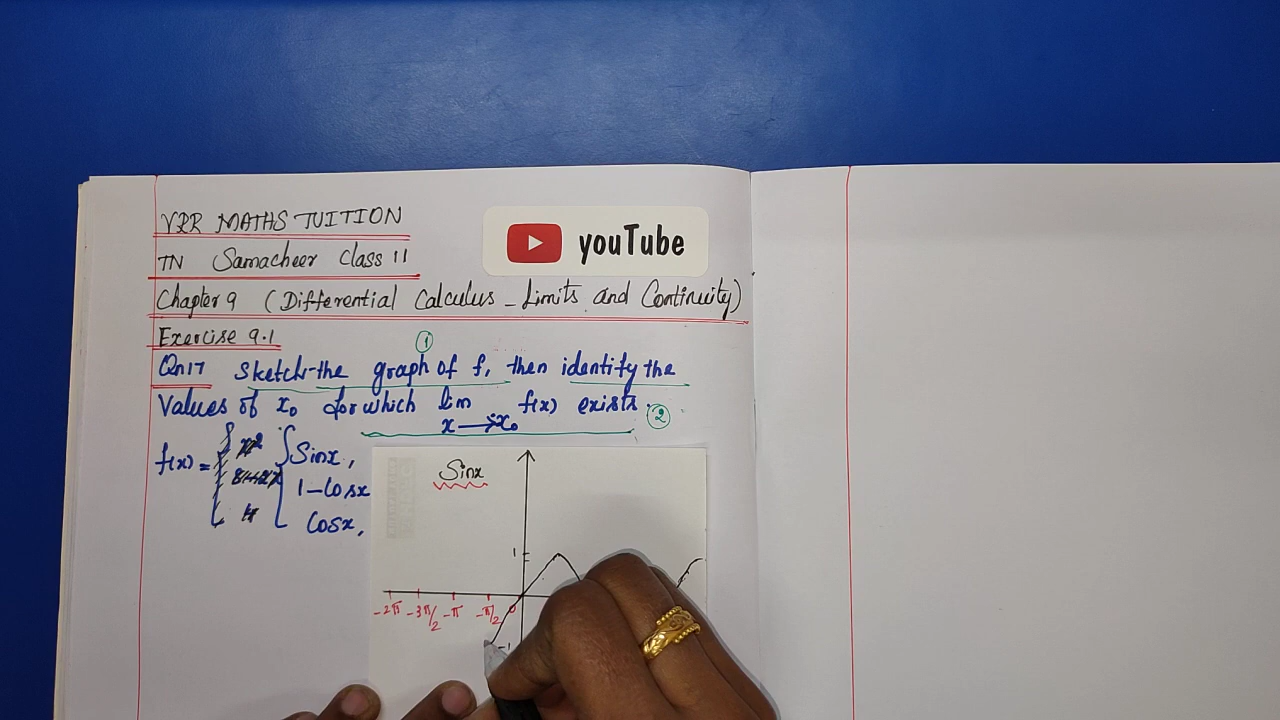 VRR MATHS TUITION
youTube
TN Samacheer Class 11
Chapter 9 (Differential Calculus - Limits and Continuity)
Exercise 9.1
①
Qn17 Sketch the graph of f, then identify the
values of x₀ for which lim f(x) exists. ②
x→x₀
f(x) = { Sinx,
1-Cosx
Cosx,
Sinx
1
-2π -3π/2 -π -π/2 0
-1